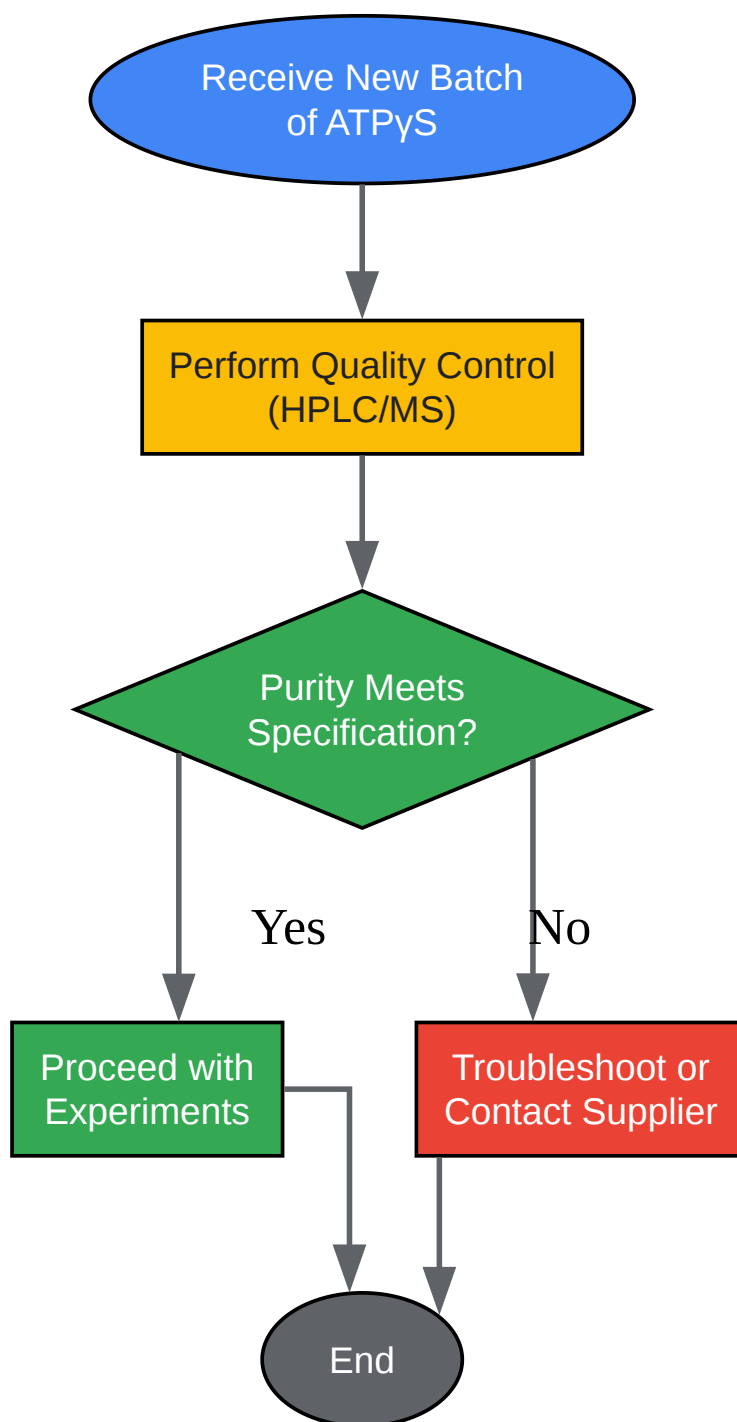 Receive New Batch
of ATPγS
Perform Quality Control
(HPLC/MS)
Purity Meets
Specification?
Yes
No
Proceed with
Experiments
Troubleshoot or
Contact Supplier
End